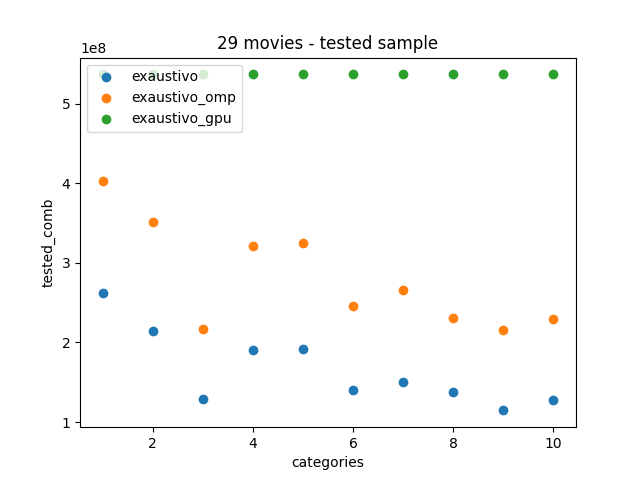 29 movies - tested sample
1e8
exaustivo
exaustivo_omp
exaustivo_gpu
5
4
3
2
1
tested_comb
2 4 6 8 10
categories